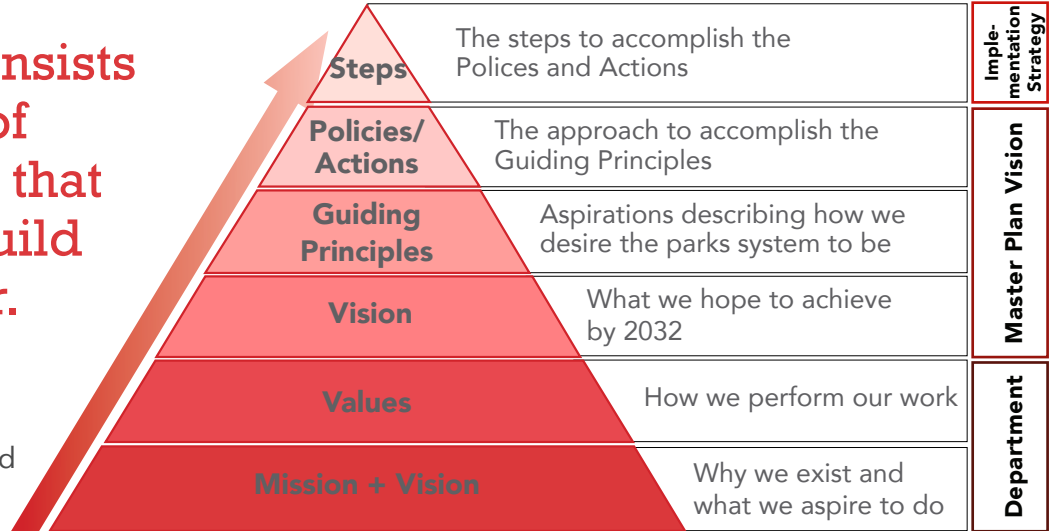 nsists
of
that
uild
r.
d
Steps
The steps to accomplish the
Polices and Actions
Policies/
Actions
The approach to accomplish the
Guiding Principles
Guiding
Principles
Aspirations describing how we
desire the parks system to be
Vision
What we hope to achieve
by 2032
Values
How we perform our work
Mission + Vision
Why we exist and
what we aspire to do
Imple-
mentation
Strategy
Master Plan Vision
Department